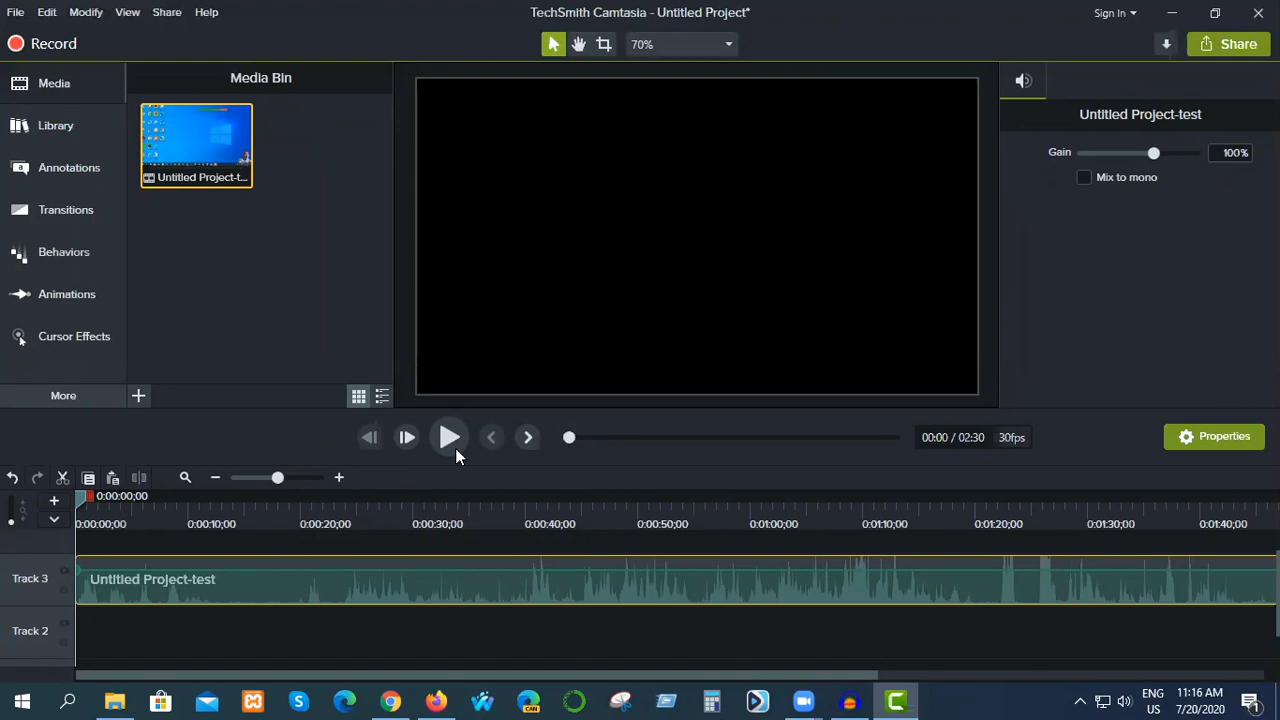 File Edit Modify View Share Help
TechSmith Camtasia - Untitled Project*
Sign In
Record
70%
Share
Media
Media Bin
Untitled Project-t...
Untitled Project-test
Gain 100%
Mix to mono
Library
Annotations
Transitions
Behaviors
Animations
Cursor Effects
More
00:00 / 02:30 30fps
Properties
0:00:00;00
0:00:00;00 0:00:10;00 0:00:20;00 0:00:30;00 0:00:40;00 0:00:50;00 0:01:00;00 0:01:10;00 0:01:20;00 0:01:30;00 0:01:40;00
Track 3
Untitled Project-test
Track 2
CAN
ENG
US
11:16 AM
7/20/2020
1